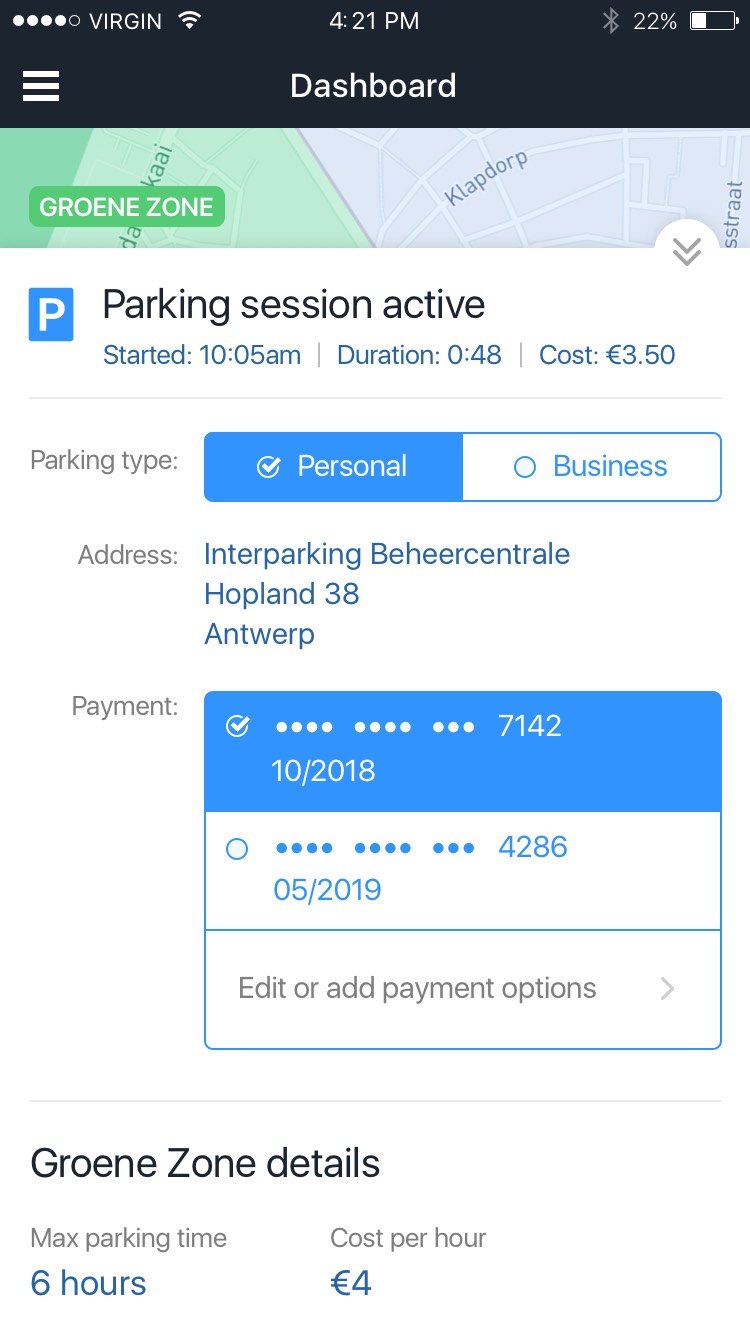 VIRGIN 4:21 PM 22%
Dashboard
kaai
da
Klapdorp
sstraat
GROENE ZONE
P
Parking session active
Started: 10:05am | Duration: 0:48 | Cost: €3.50
Parking type: Personal Business
Address: Interparking Beheercentrale
Hopland 38
Antwerp
Payment: •••• •••• ••• 7142
10/2018
•••• •••• ••• 4286
05/2019
Edit or add payment options
Groene Zone details
Max parking time Cost per hour
6 hours €4